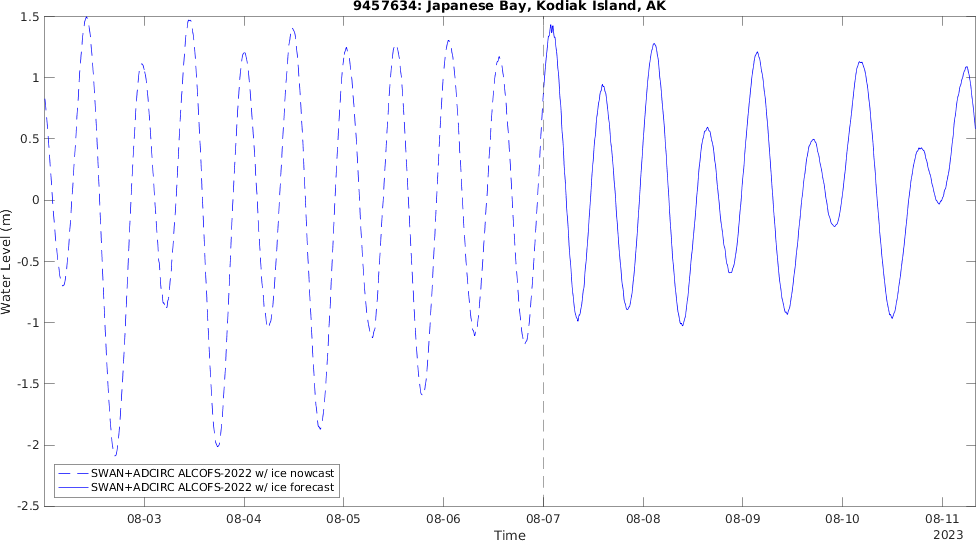 9457634: Japanese Bay, Kodiak Island, AK
1.5
1
0.5
0
-0.5
-1
-1.5
-2
-2.5
Water Level (m)
SWAN+ADCIRC ALCOFS-2022 w/ ice nowcast
SWAN+ADCIRC ALCOFS-2022 w/ ice forecast
08-03 08-04 08-05 08-06 08-07 08-08 08-09 08-10 08-11
Time
2023